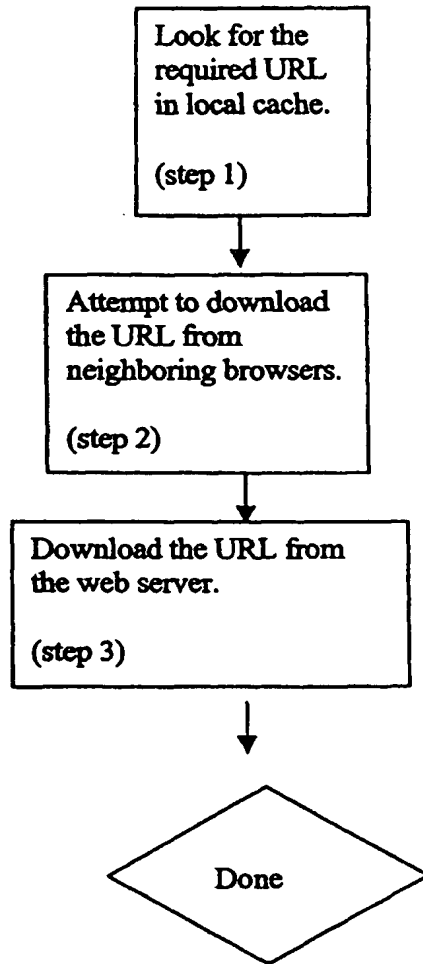 Look for the
required URL
in local cache.
(step 1)
Attempt to download
the URL from
neighboring browsers.
(step 2)
Download the URL from
the web server.
(step 3)
Done